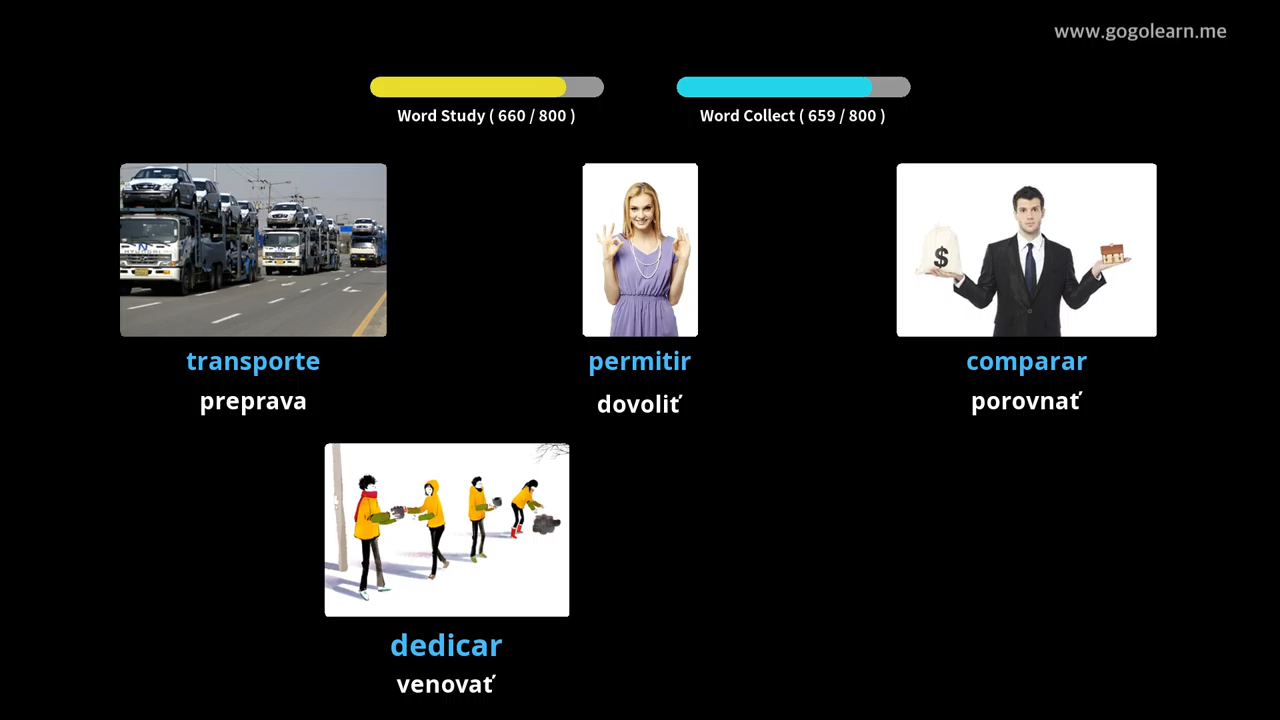 www.gogolearn.me
Word Study ( 660 / 800 )
Word Collect ( 659 / 800 )
transporte
preprava
permitir
dovoliť
comparar
porovnať
$
dedicar
venovať